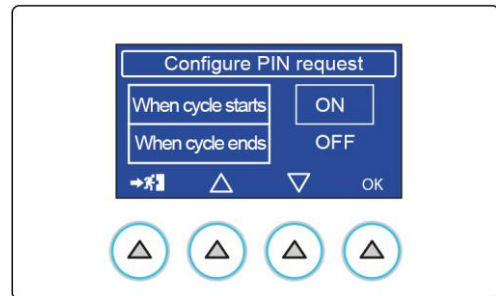 Configure PIN request
When cycle starts ON
When cycle ends OFF
OK